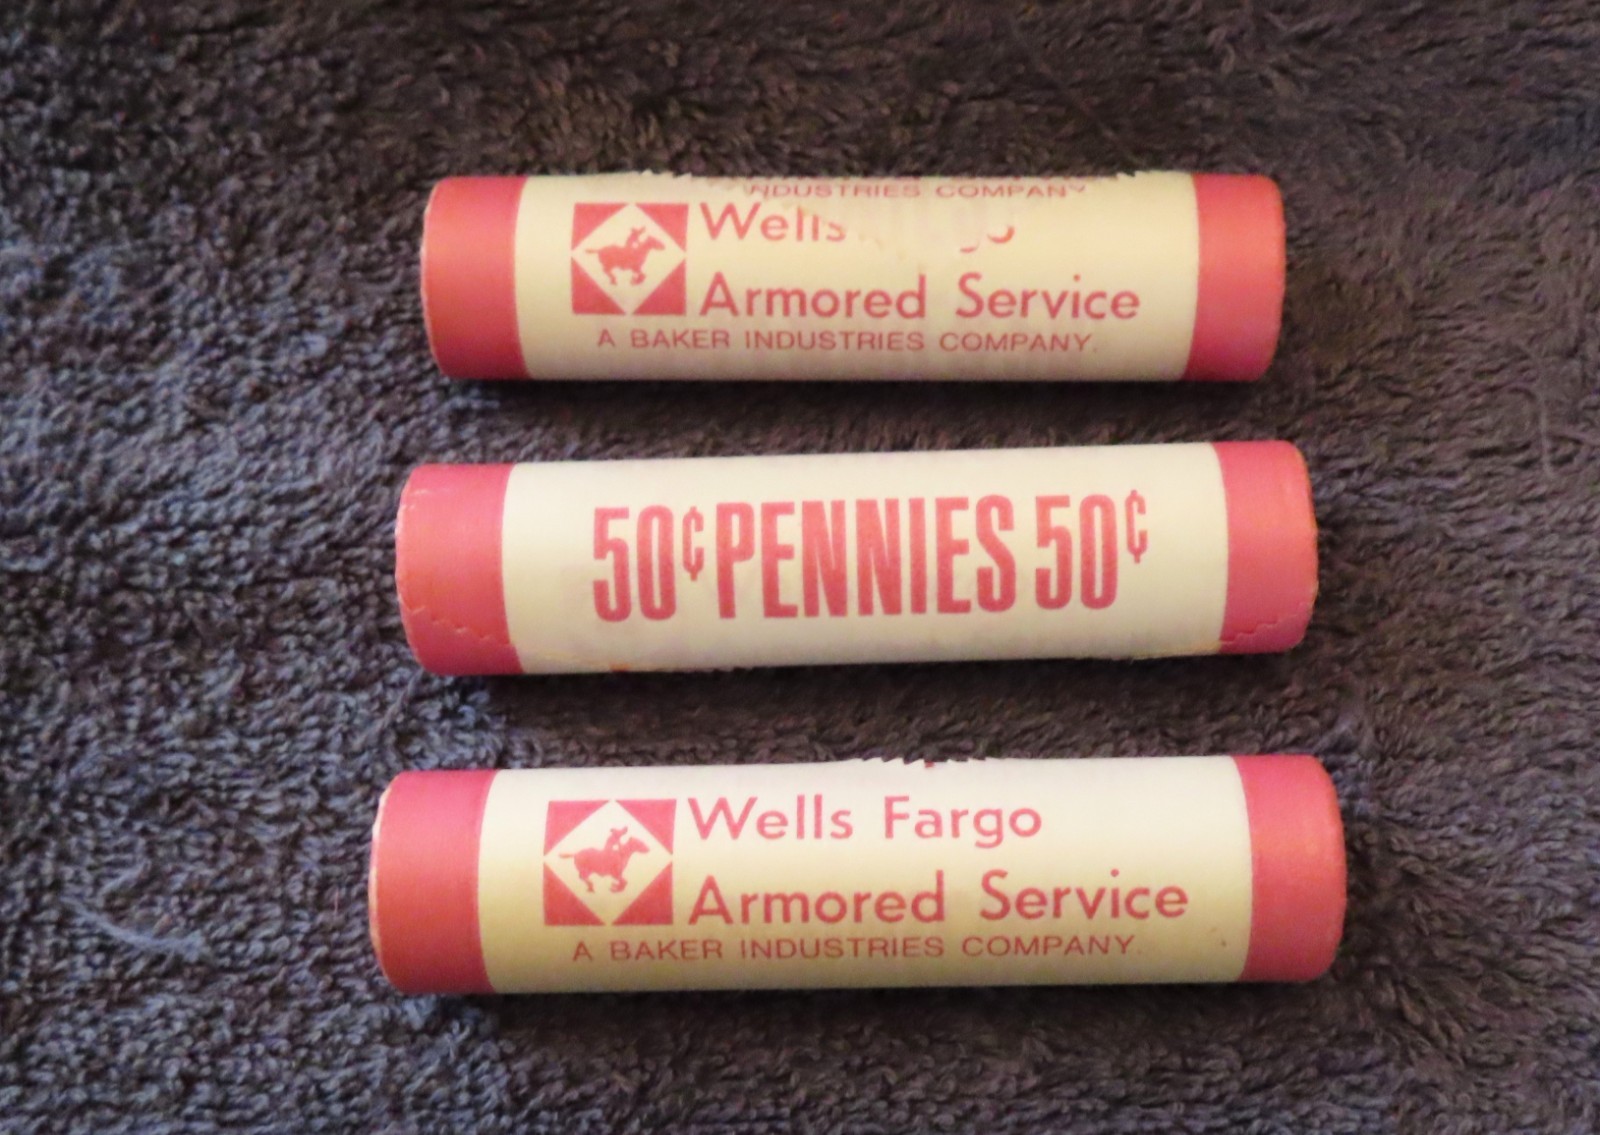 INDUSTRIES COMPANY
Wells
Armored Service
A BAKER INDUSTRIES COMPANY.
50¢ PENNIES 50¢
Wells Fargo
Armored Service
A BAKER INDUSTRIES COMPANY.